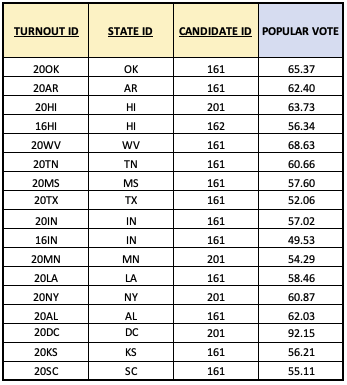 TURNOUT ID STATE ID CANDIDATE ID POPULAR VOTE
20OK OK 161 65.37
20AR AR 161 62.40
20HI HI 201 63.73
16HI HI 162 56.34
20WV WV 161 68.63
20TN TN 161 60.66
20MS MS 161 57.60
20TX TX 161 52.06
20IN IN 161 57.02
16IN IN 161 49.53
20MN MN 201 54.29
20LA LA 161 58.46
20NY NY 201 60.87
20AL AL 161 62.03
20DC DC 201 92.15
20KS KS 161 56.21
20SC SC 161 55.11